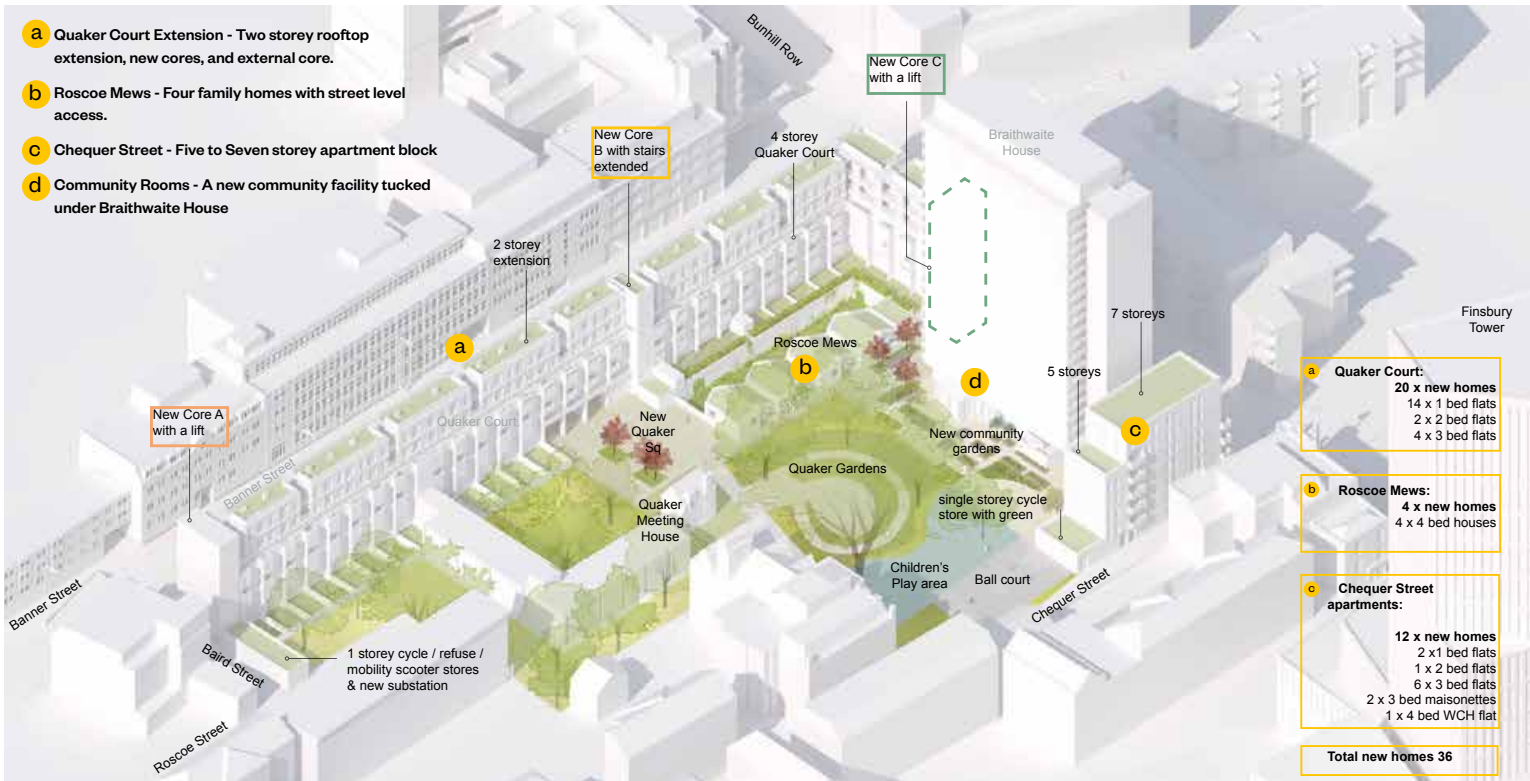 a Quaker Court Extension - Two storey rooftop
extension, new cores, and external core.
b Roscoe Mews - Four family homes with street level
access.
c Chequer Street - Five to Seven storey apartment block
d Community Rooms - A new community facility tucked
under Braithwaite House
Bunhill Row
New Core C
with a lift
New Core
B with stairs
extended
4 storey
Quaker Court
Braithwaite
House
2 storey
extension
a
Roscoe Mews
b
d
7 storeys
5 storeys
c
Finsbury
Tower
New Core A
with a lift
Quaker Court
Banner Street
New
Quaker
Sq
New community
gardens
Quaker Gardens
Quaker
Meeting
House
single storey cycle
store with green
Children's
Play area
Ball court
Chequer Street
Banner Street
Baird Street
1 storey cycle / refuse /
mobility scooter stores
& new substation
Roscoe Street
a Quaker Court:
20 x new homes
14 x 1 bed flats
2 x 2 bed flats
4 x 3 bed flats
b Roscoe Mews:
4 x new homes
4 x 4 bed houses
c Chequer Street
apartments:
12 x new homes
2 x1 bed flats
1 x 2 bed flats
6 x 3 bed flats
2 x 3 bed maisonettes
1 x 4 bed WCH flat
Total new homes 36